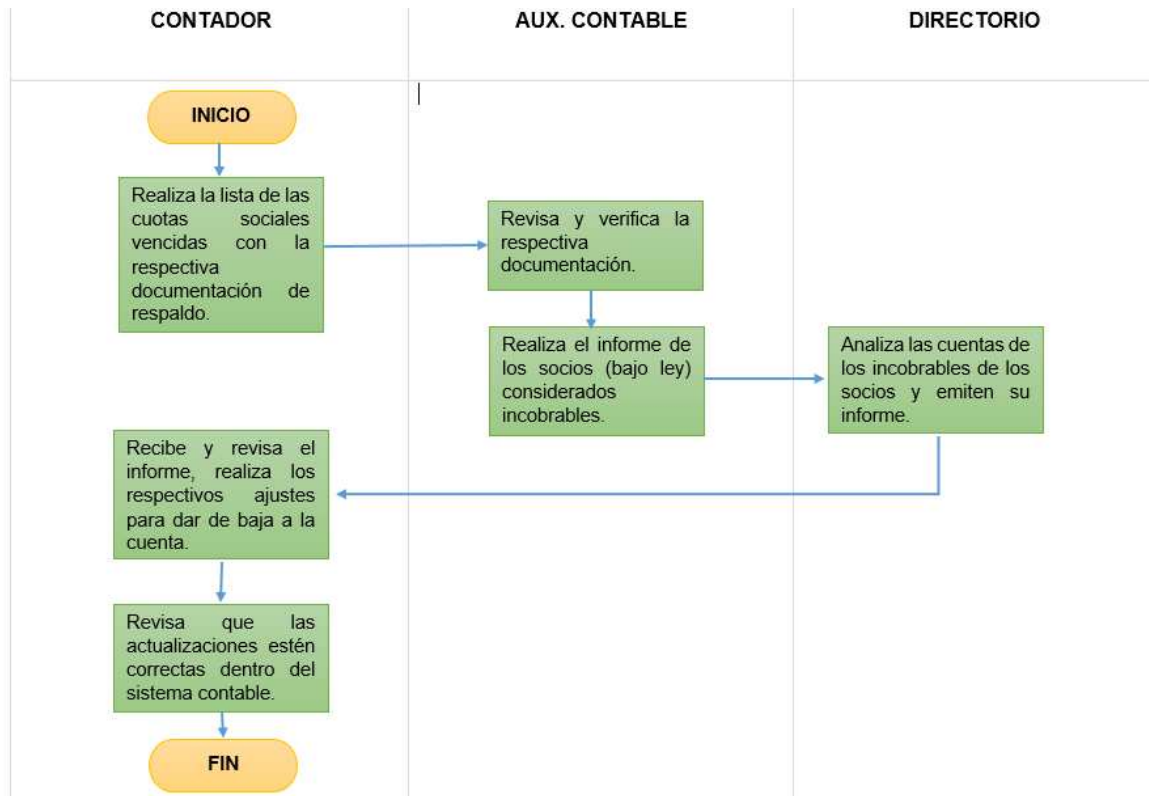 CONTADOR
AUX. CONTABLE
DIRECTORIO
INICIO
Realiza la lista de las
cuotas sociales
vencidas con la
respectiva
documentación de
respaldo.
Revisa y verifica la
respectiva
documentación.
Realiza el informe de
los socios (bajo ley)
considerados
incobrables.
Analiza las cuentas de
los incobrables de los
socios y emiten su
informe.
Recibe y revisa el
informe, realiza los
respectivos ajustes
para dar de baja a la
cuenta.
Revisa que las
actualizaciones estén
correctas dentro del
sistema contable.
FIN